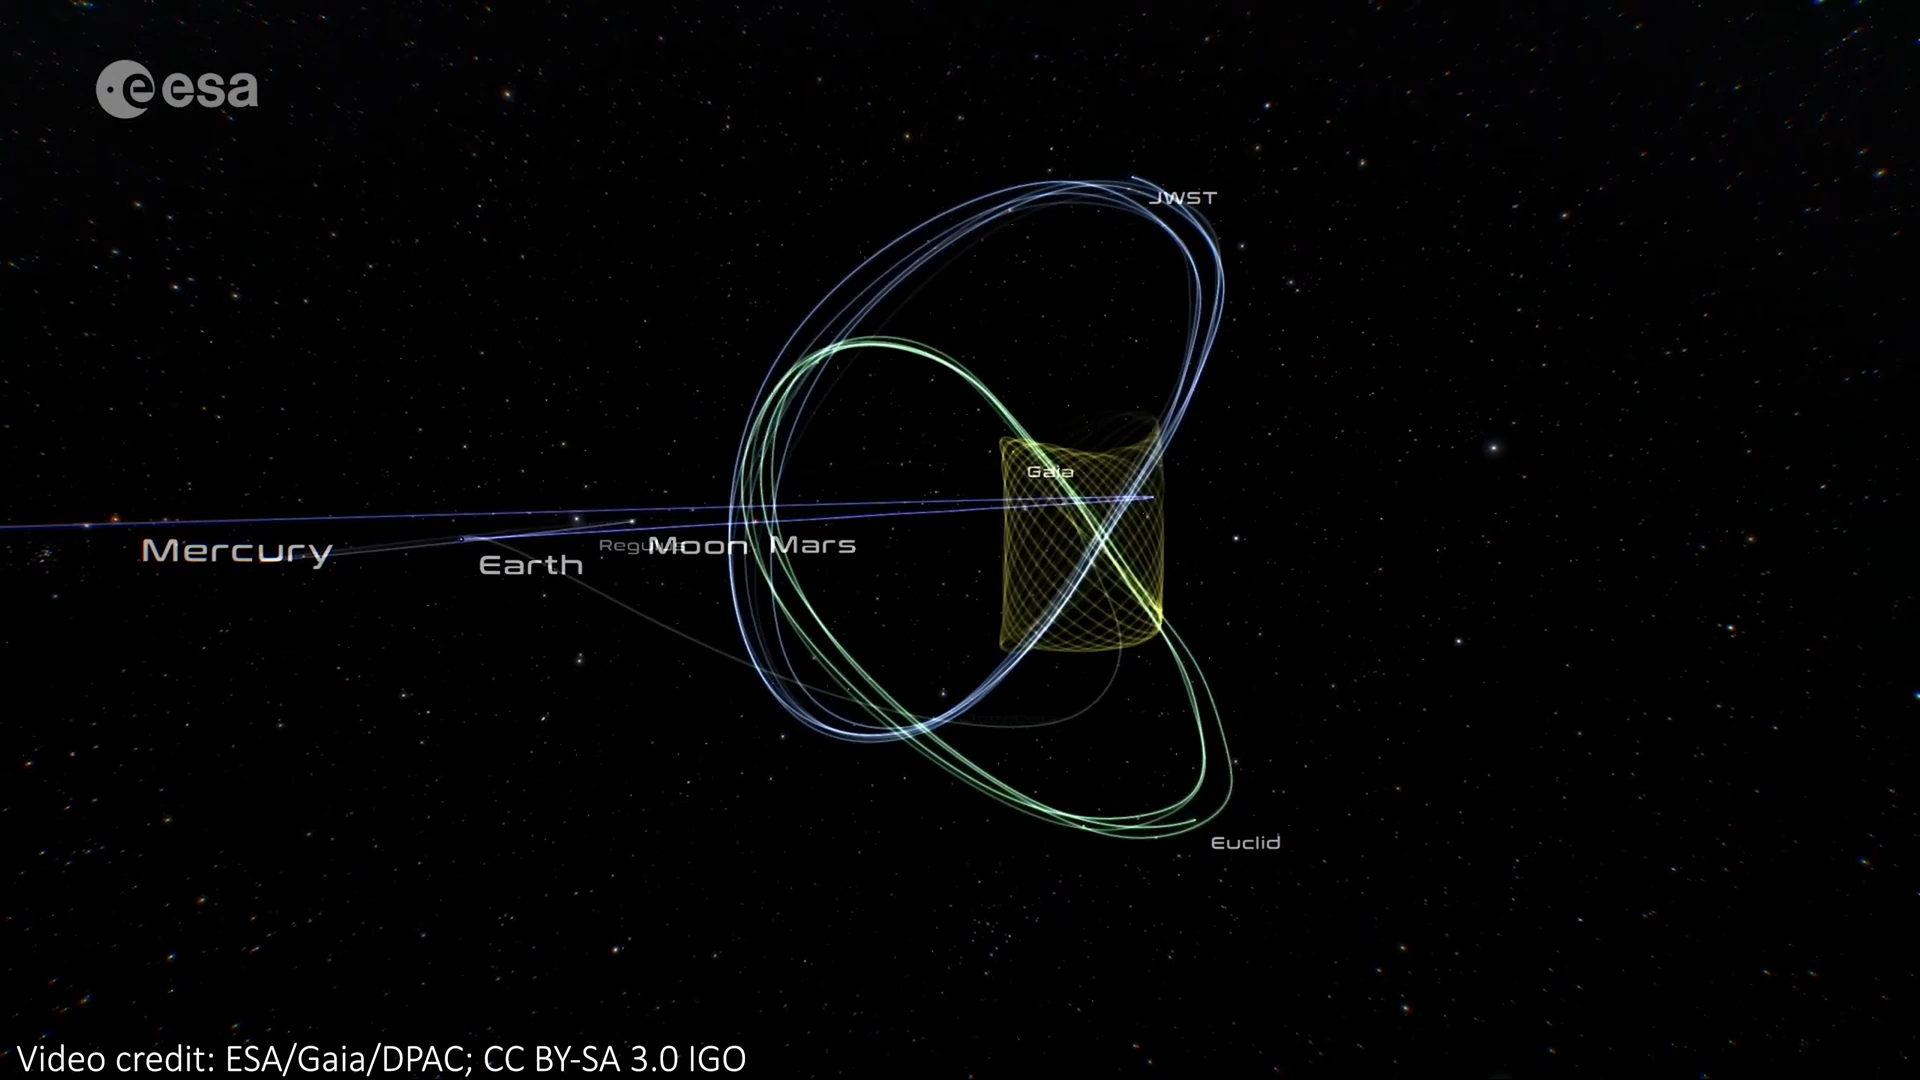 esa
JWST
Gaia
Mercury
Earth
Regulus
Moon
Mars
Euclid
Video credit: ESA/Gaia/DPAC; CC BY-SA 3.0 IGO